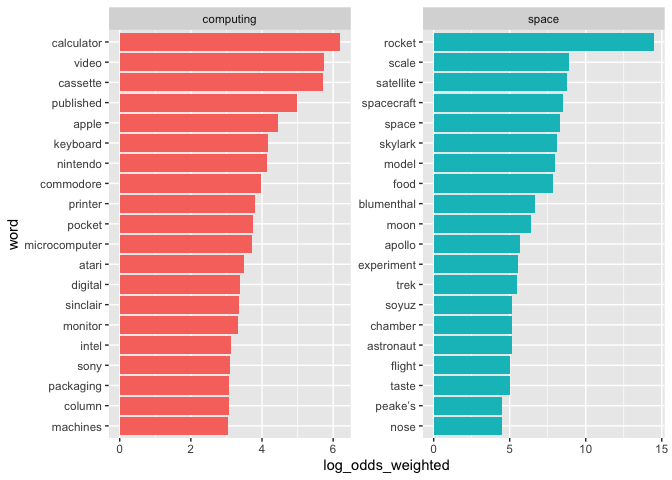 computing
calculator
video
cassette
published
apple
keyboard
nintendo
commodore
printer
pocket
microcomputer
atari
digital
sinclair
monitor
intel
sony
packaging
column
machines
0 2 4 6
space
rocket
scale
satellite
spacecraft
space
skylark
model
food
blumenthal
moon
apollo
experiment
trek
soyuz
chamber
astronaut
flight
taste
peake's
nose
0 5 10 15
log_odds_weighted
word